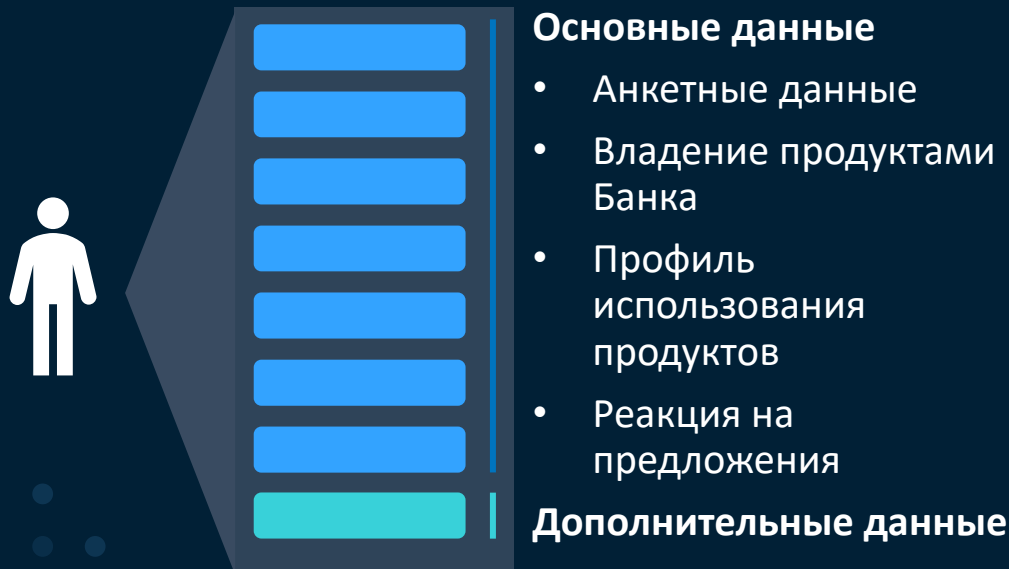 Основные данные
• Анкетные данные
• Владение продуктами
Банка
• Профиль
использования
продуктов
• Реакция на
предложения
Дополнительные данные